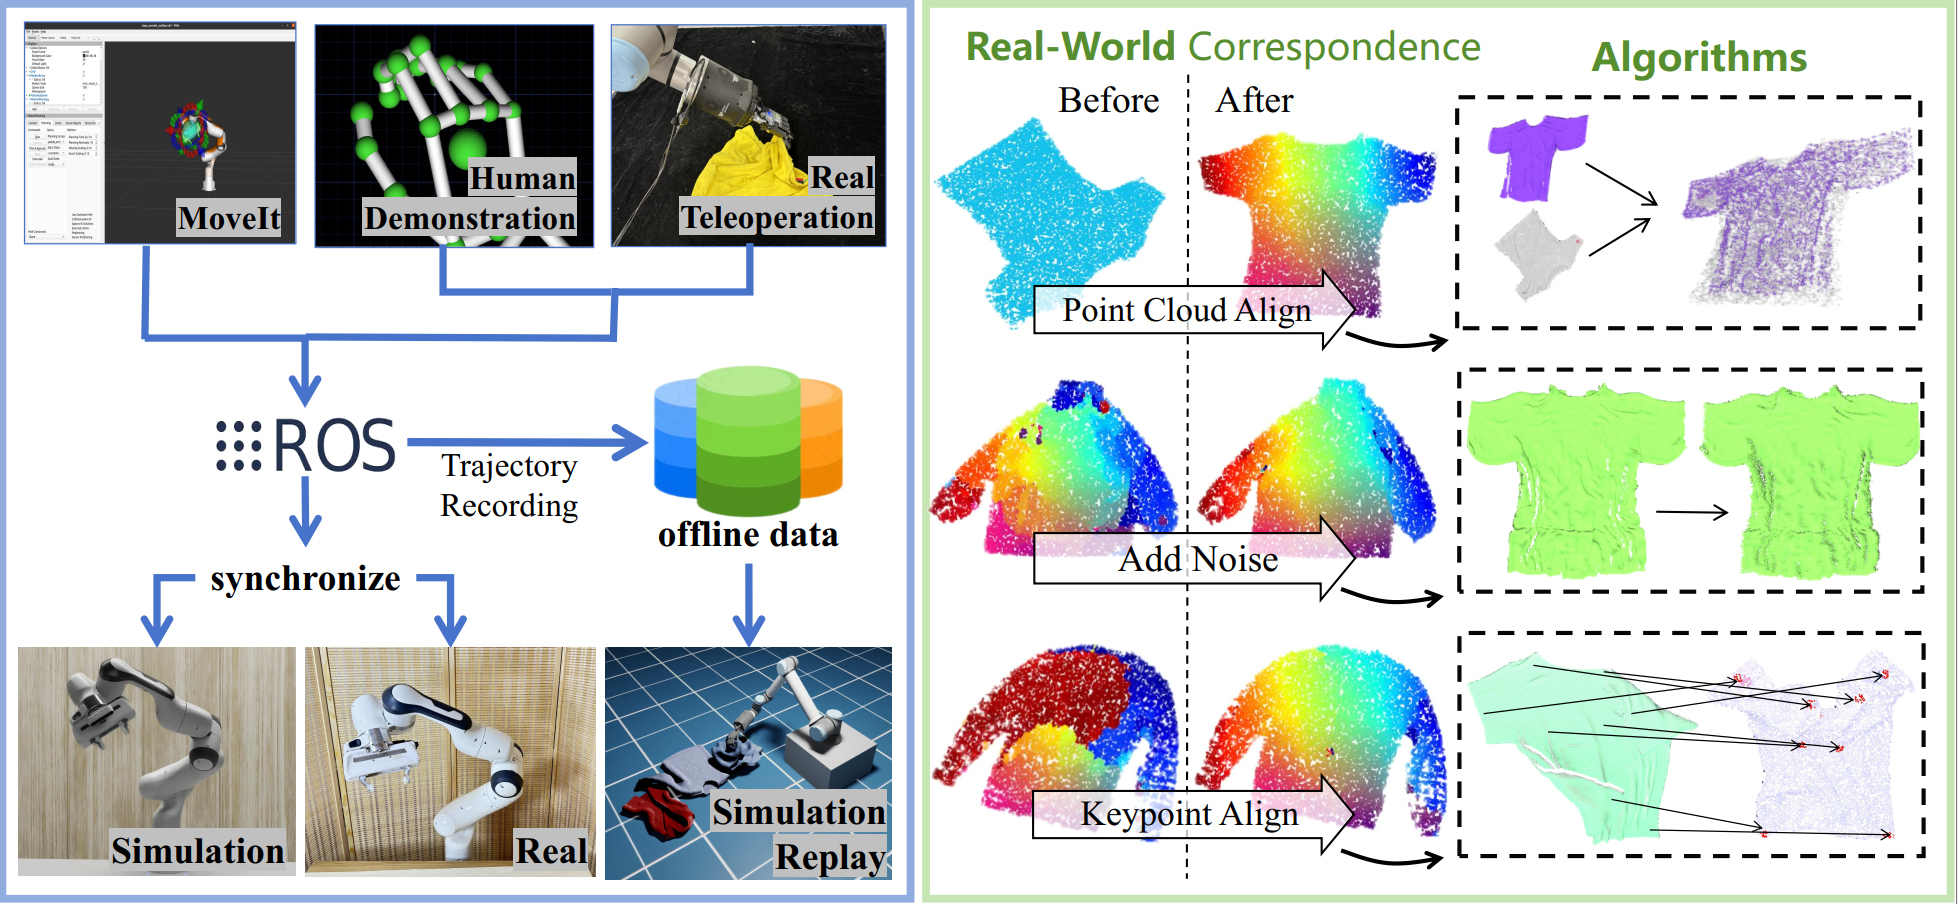 MoveIt
Human
Demonstration
Real
Teleoperation
ROS
Trajectory
Recording
offline data
synchronize
Simulation
Real
Simulation
Replay
Real-World Correspondence
Before
After
Algorithms
Point Cloud Align
Add Noise
Keypoint Align